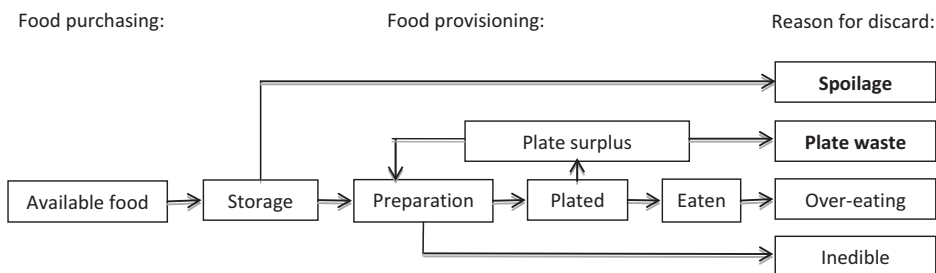 Food purchasing: Food provisioning: Reason for discard:
Spoilage
Plate surplus Plate waste
Available food Storage Preparation Plated Eaten Over-eating
Inedible